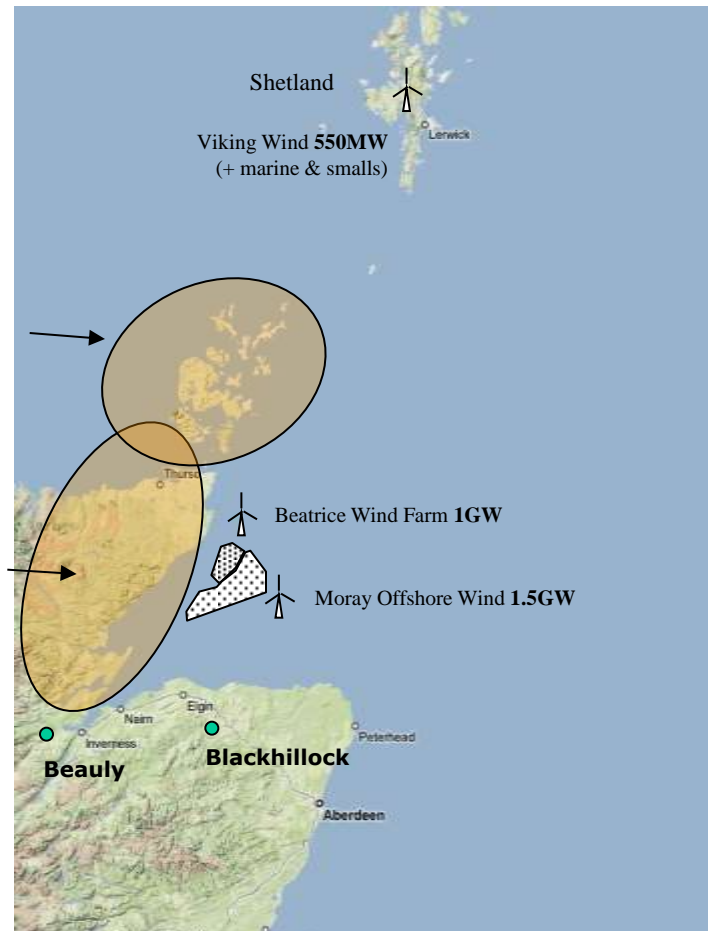 Shetland
Lerwick
Viking Wind 550MW
(+ marine & smalls)
Thurso
Beatrice Wind Farm 1GW
Moray Offshore Wind 1.5GW
Elgin
Nairn
Inverness
Peterhead
Beauly
Blackhillock
Aberdeen